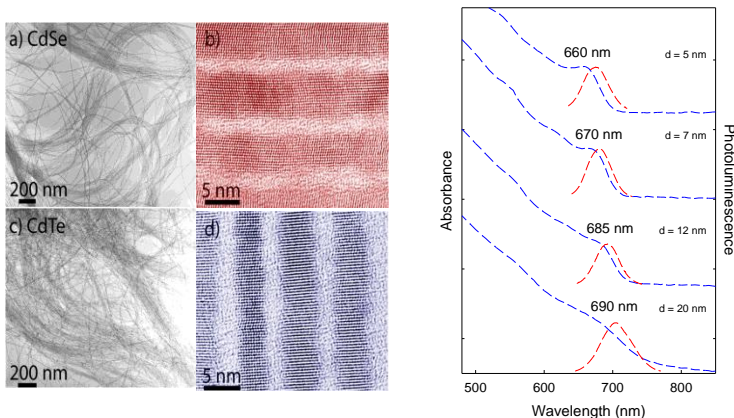 a) CdSe
200 nm
b)
5 nm
c) CdTe
200 nm
d)
5 nm
Absorbance
660 nm
d = 5 nm
670 nm
d = 7 nm
685 nm
d = 12 nm
690 nm
d = 20 nm
Photoluminescence
500 600 700 800
Wavelength (nm)